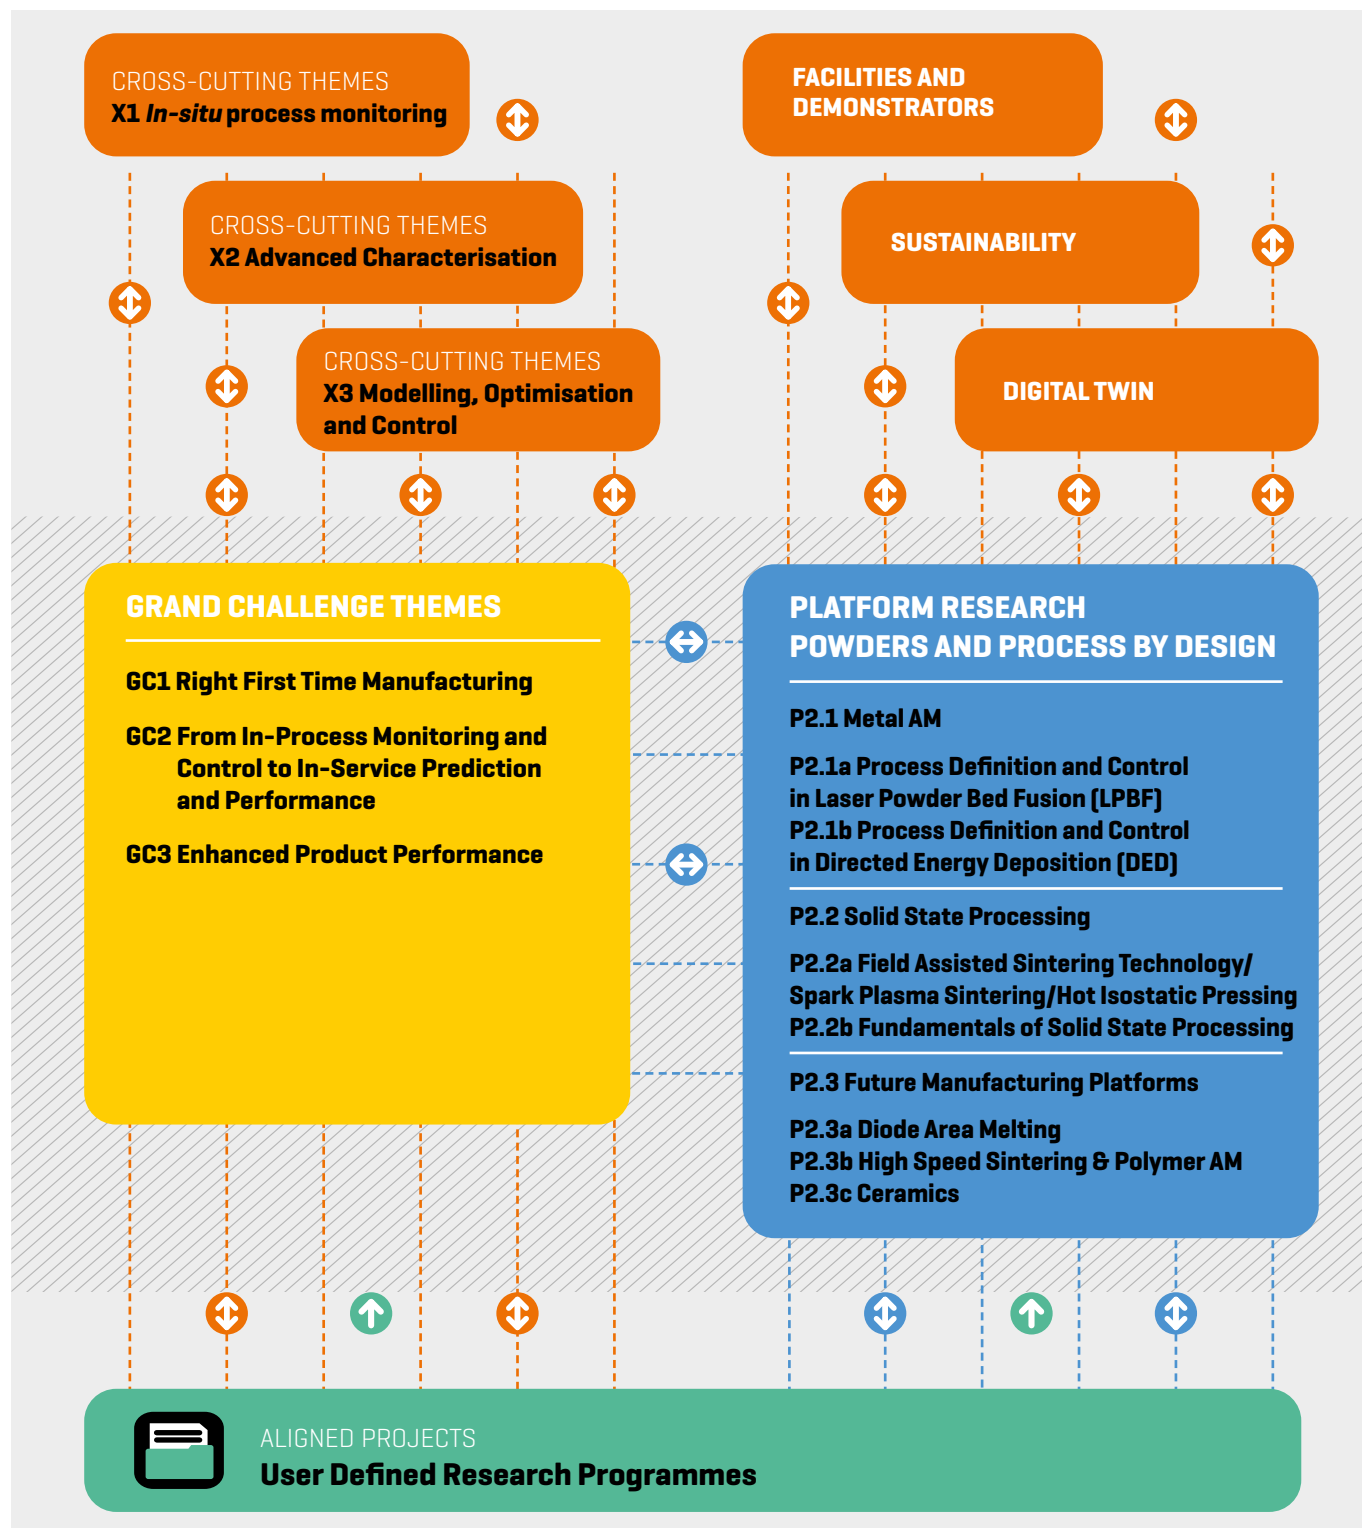 CROSS-CUTTING THEMES
X1 In-situ process monitoring
CROSS-CUTTING THEMES
X2 Advanced Characterisation
CROSS-CUTTING THEMES
X3 Modelling, Optimisation
and Control
FACILITIES AND
DEMONSTRATORS
SUSTAINABILITY
DIGITAL TWIN
GRAND CHALLENGE THEMES
GC1 Right First Time Manufacturing
GC2 From In-Process Monitoring and
Control to In-Service Prediction
and Performance
GC3 Enhanced Product Performance
PLATFORM RESEARCH
POWDERS AND PROCESS BY DESIGN
P2.1 Metal AM
P2.1a Process Definition and Control
in Laser Powder Bed Fusion (LPBF)
P2.1b Process Definition and Control
in Directed Energy Deposition (DED)
P2.2 Solid State Processing
P2.2a Field Assisted Sintering Technology/
Spark Plasma Sintering/Hot Isostatic Pressing
P2.2b Fundamentals of Solid State Processing
P2.3 Future Manufacturing Platforms
P2.3a Diode Area Melting
P2.3b High Speed Sintering & Polymer AM
P2.3c Ceramics
ALIGNED PROJECTS
User Defined Research Programmes